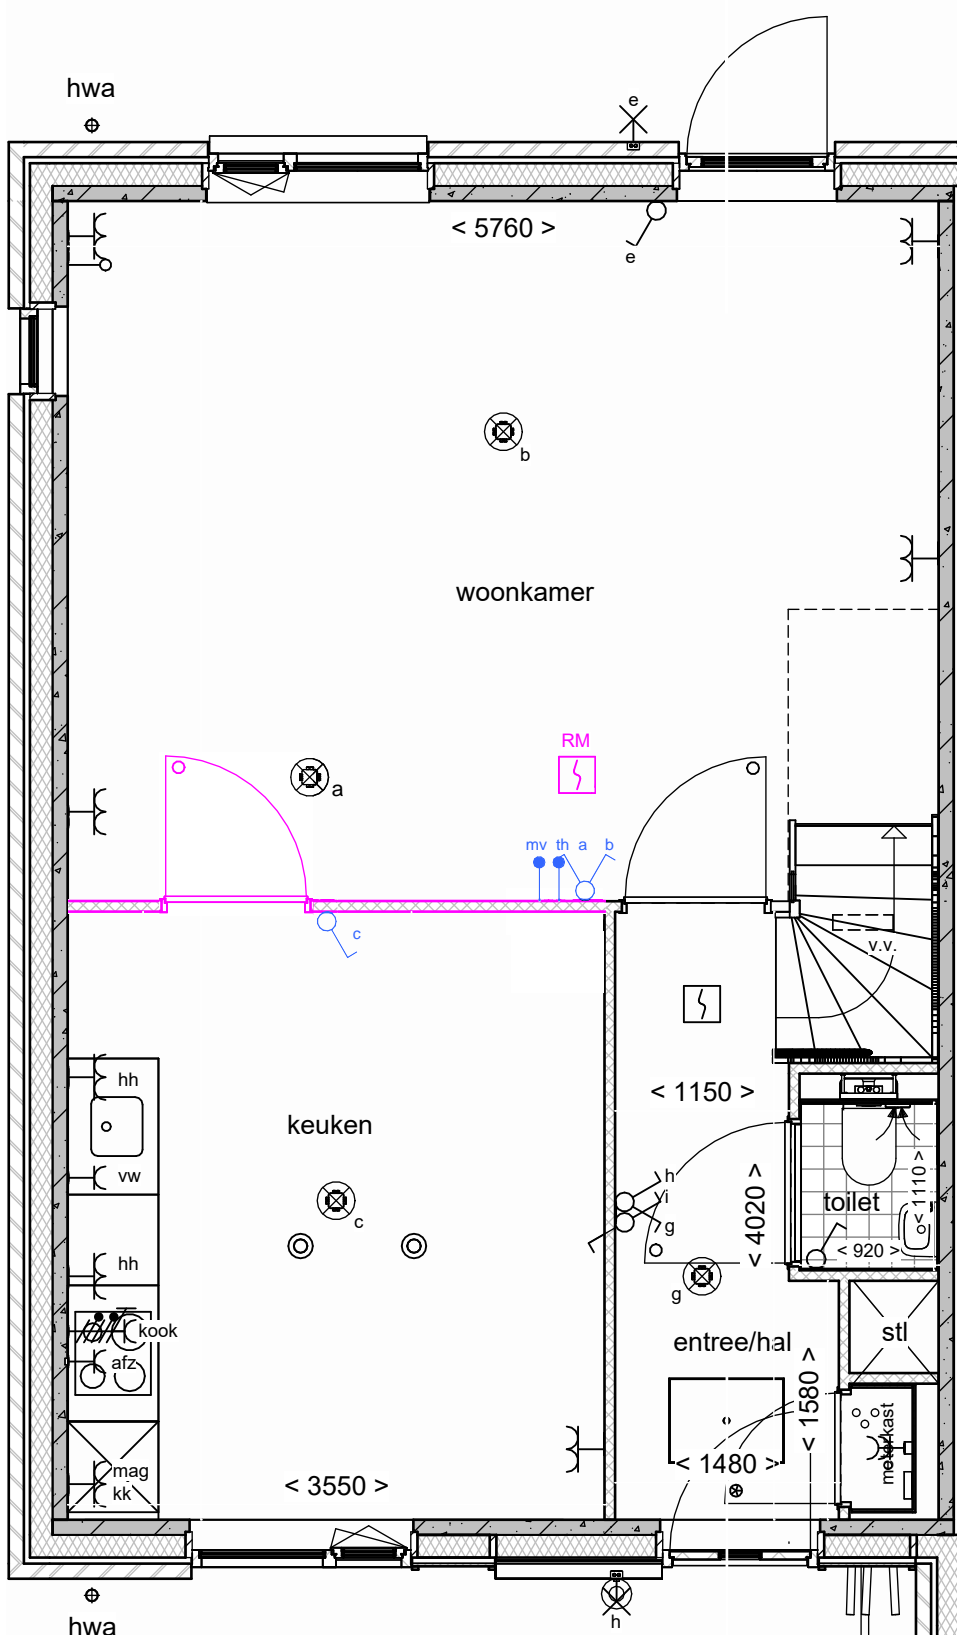 hwa
e
< 5760 >
e
b
woonkamer
RM
a
mv th a b
c
v.v.
hh
< 1150 >
keuken
vw
h
i
g
< 4020 >
toilet
< 1110 >
< 920 >
c
hh
g
kook
afz
entree/hal
stl
< 1580 >
meterkast
mag
kk
< 3550 >
< 1480 >
hwa
h